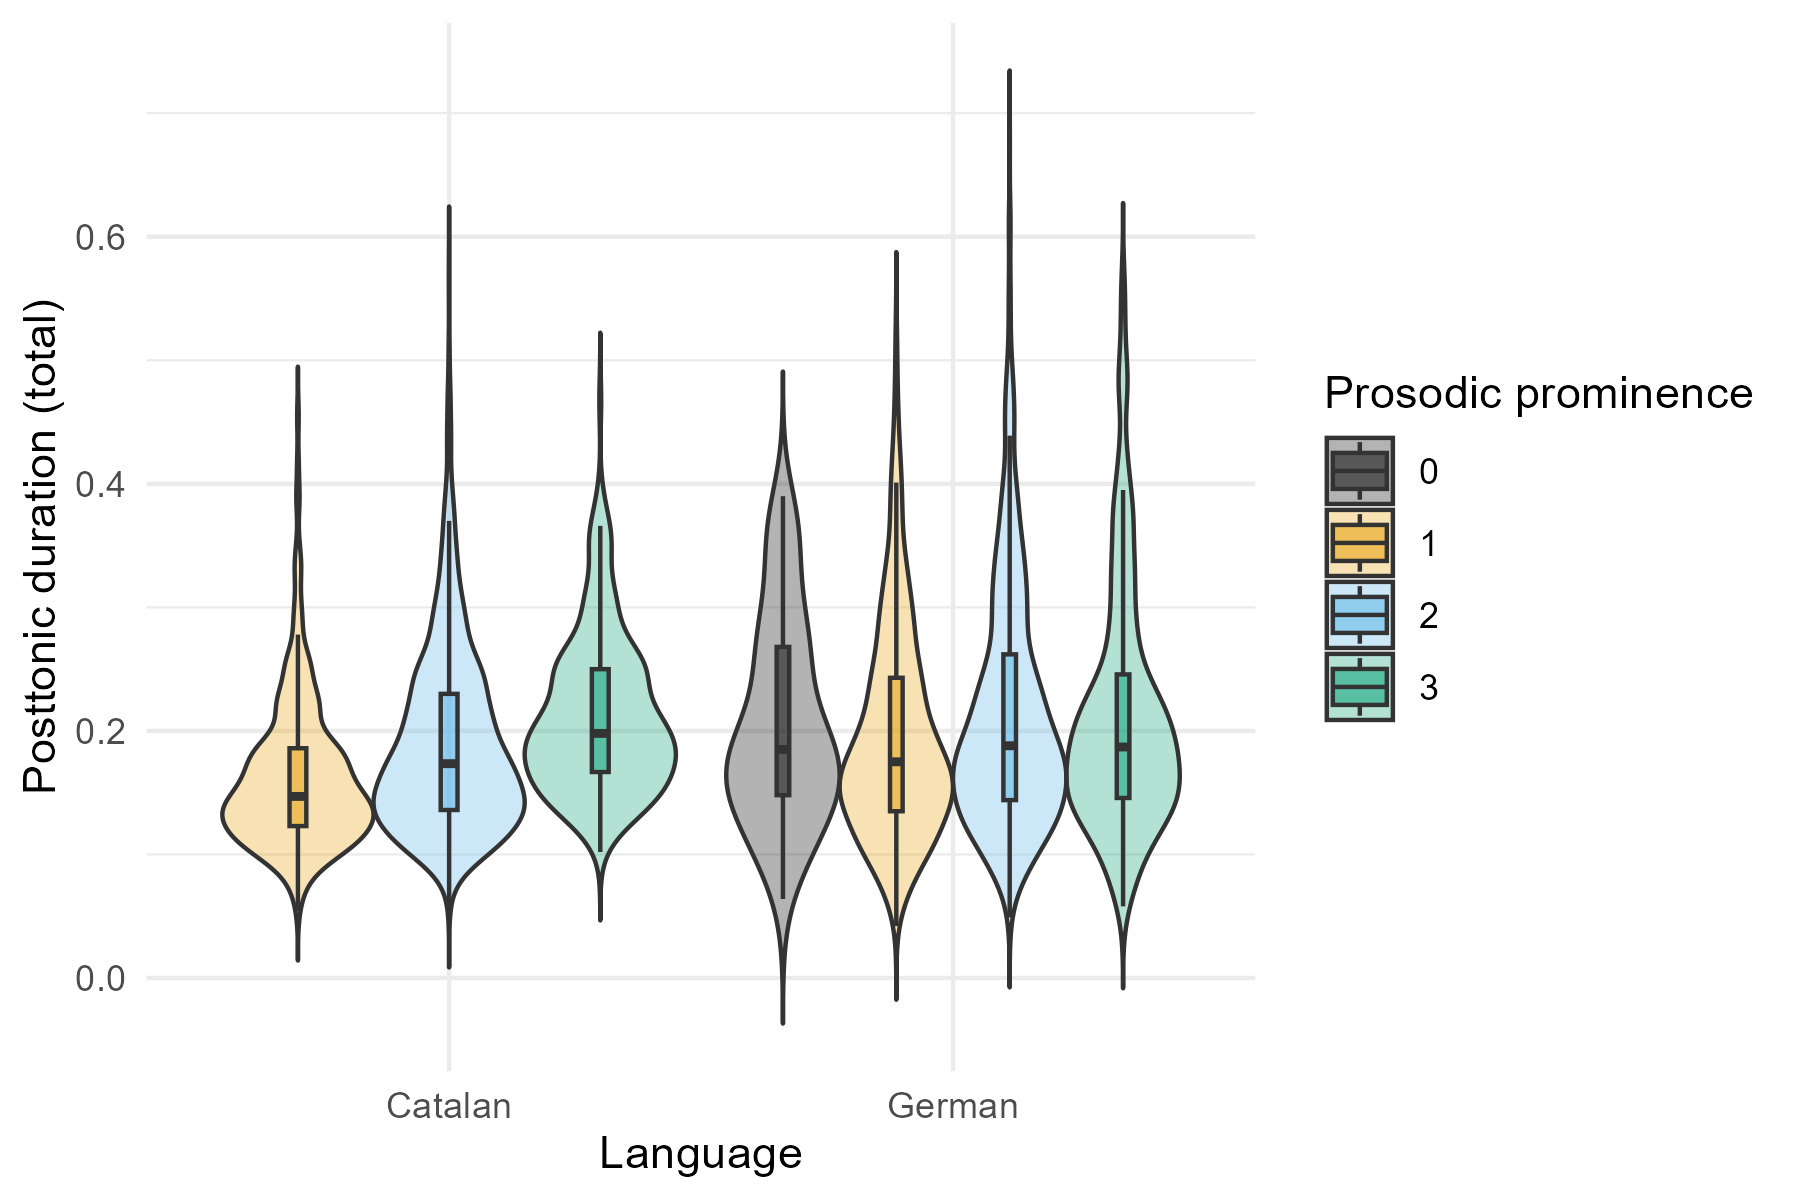 Postonic duration (total)
0.6
0.4
0.2
0.0
Catalan
German
Language
Prosodic prominence
0
1
2
3